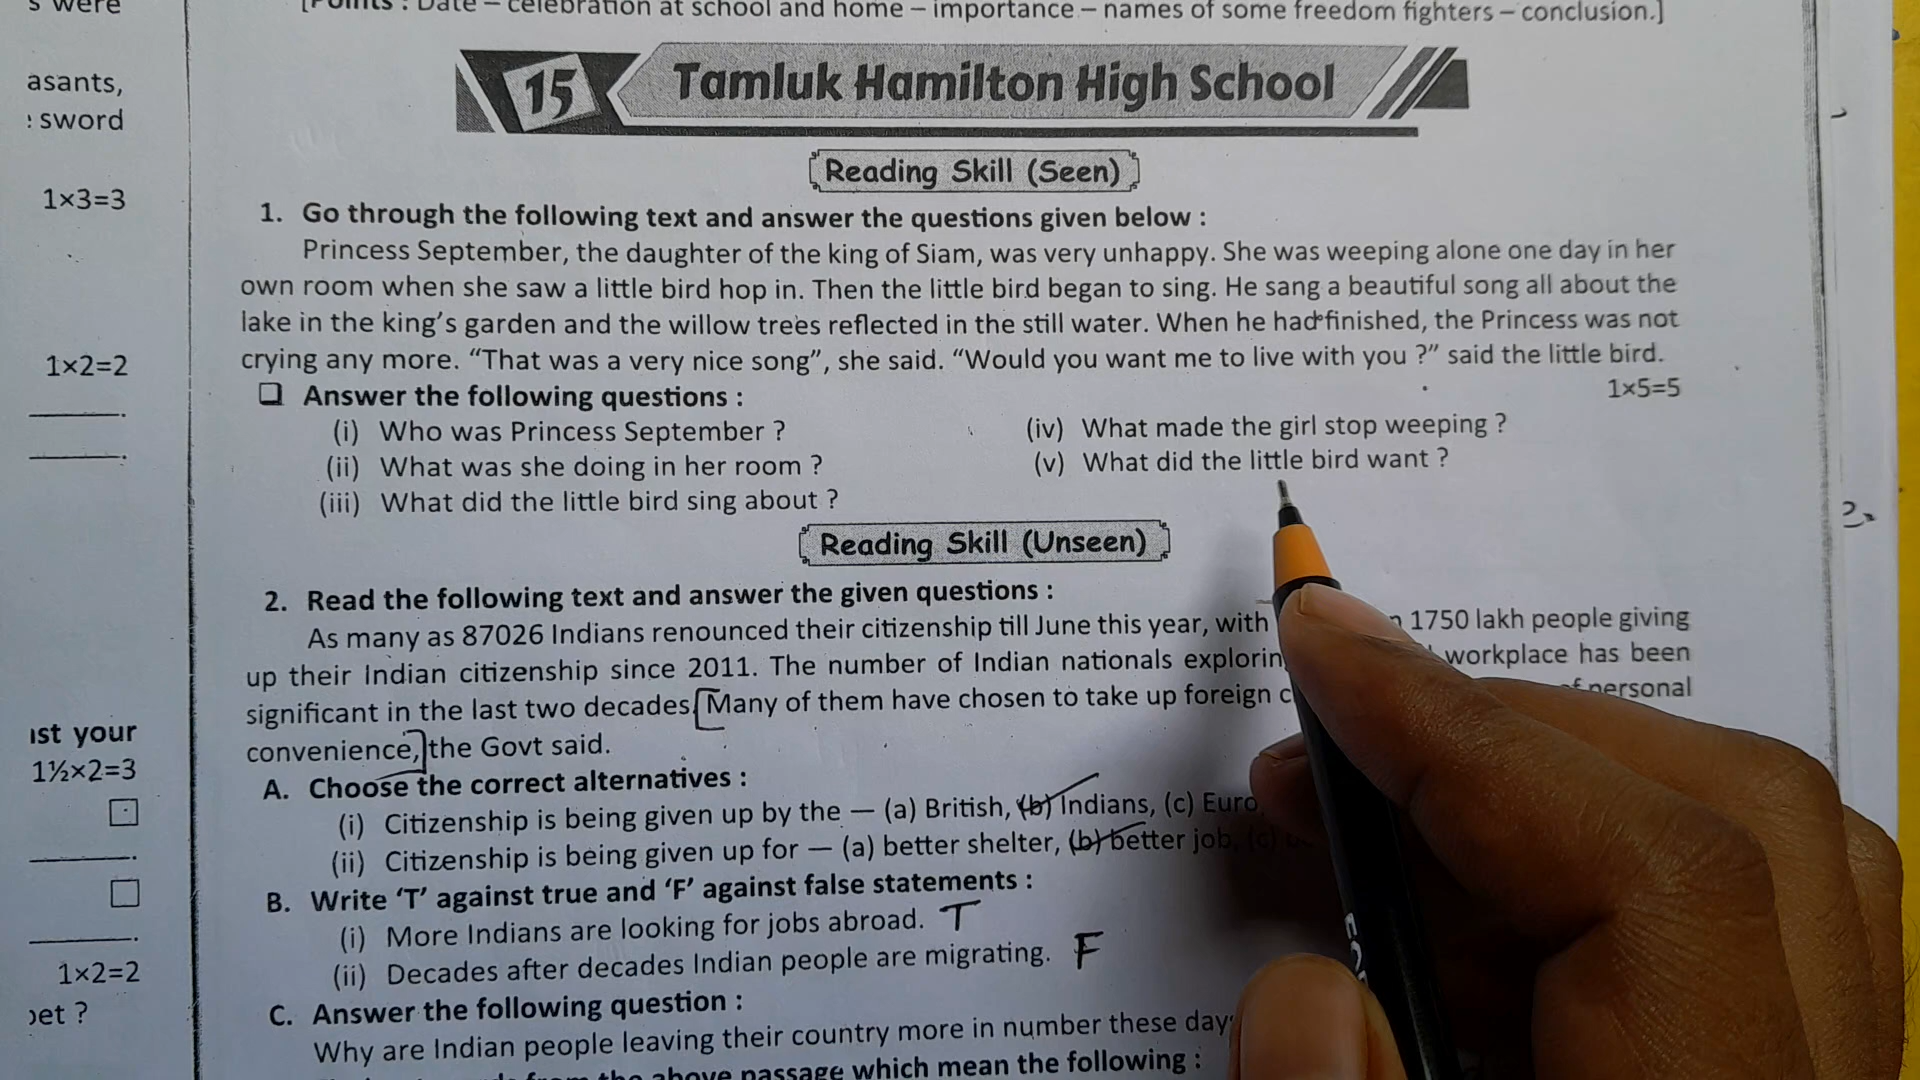 s were
[Points : Date – celebration at school and home – importance – names of some freedom fighters – conclusion.]
15 Tamluk Hamilton High School
asants,
: sword
1×3=3
1×2=2
Reading Skill (Seen)
1. Go through the following text and answer the questions given below :
Princess September, the daughter of the king of Siam, was very unhappy. She was weeping alone one day in her
own room when she saw a little bird hop in. Then the little bird began to sing. He sang a beautiful song all about the
lake in the king's garden and the willow trees reflected in the still water. When he had finished, the Princess was not
crying any more. “That was a very nice song”, she said. “Would you want me to live with you ?” said the little bird.
❑ Answer the following questions : 1×5=5
(i) Who was Princess September ?
(ii) What was she doing in her room ?
(iii) What did the little bird sing about ?
(iv) What made the girl stop weeping ?
(v) What did the little bird want ?
Reading Skill (Unseen)
2. Read the following text and answer the given questions :
As many as 87026 Indians renounced their citizenship till June this year, with 1750 lakh people giving
up their Indian citizenship since 2011. The number of Indian nationals explorin workplace has been
significant in the last two decades. [Many of them have chosen to take up foreign c personal
convenience,] the Govt said.
A. Choose the correct alternatives :
(i) Citizenship is being given up by the — (a) British, (b) Indians, (c) Euro
(ii) Citizenship is being given up for — (a) better shelter, (b) better job, (c)
B. Write ‘T’ against true and ‘F’ against false statements :
(i) More Indians are looking for jobs abroad. T
(ii) Decades after decades Indian people are migrating. F
C. Answer the following question :
Why are Indian people leaving their country more in number these day
from the above passage which mean the following :
ıst your
1½×2=3
1×2=2
pet ?